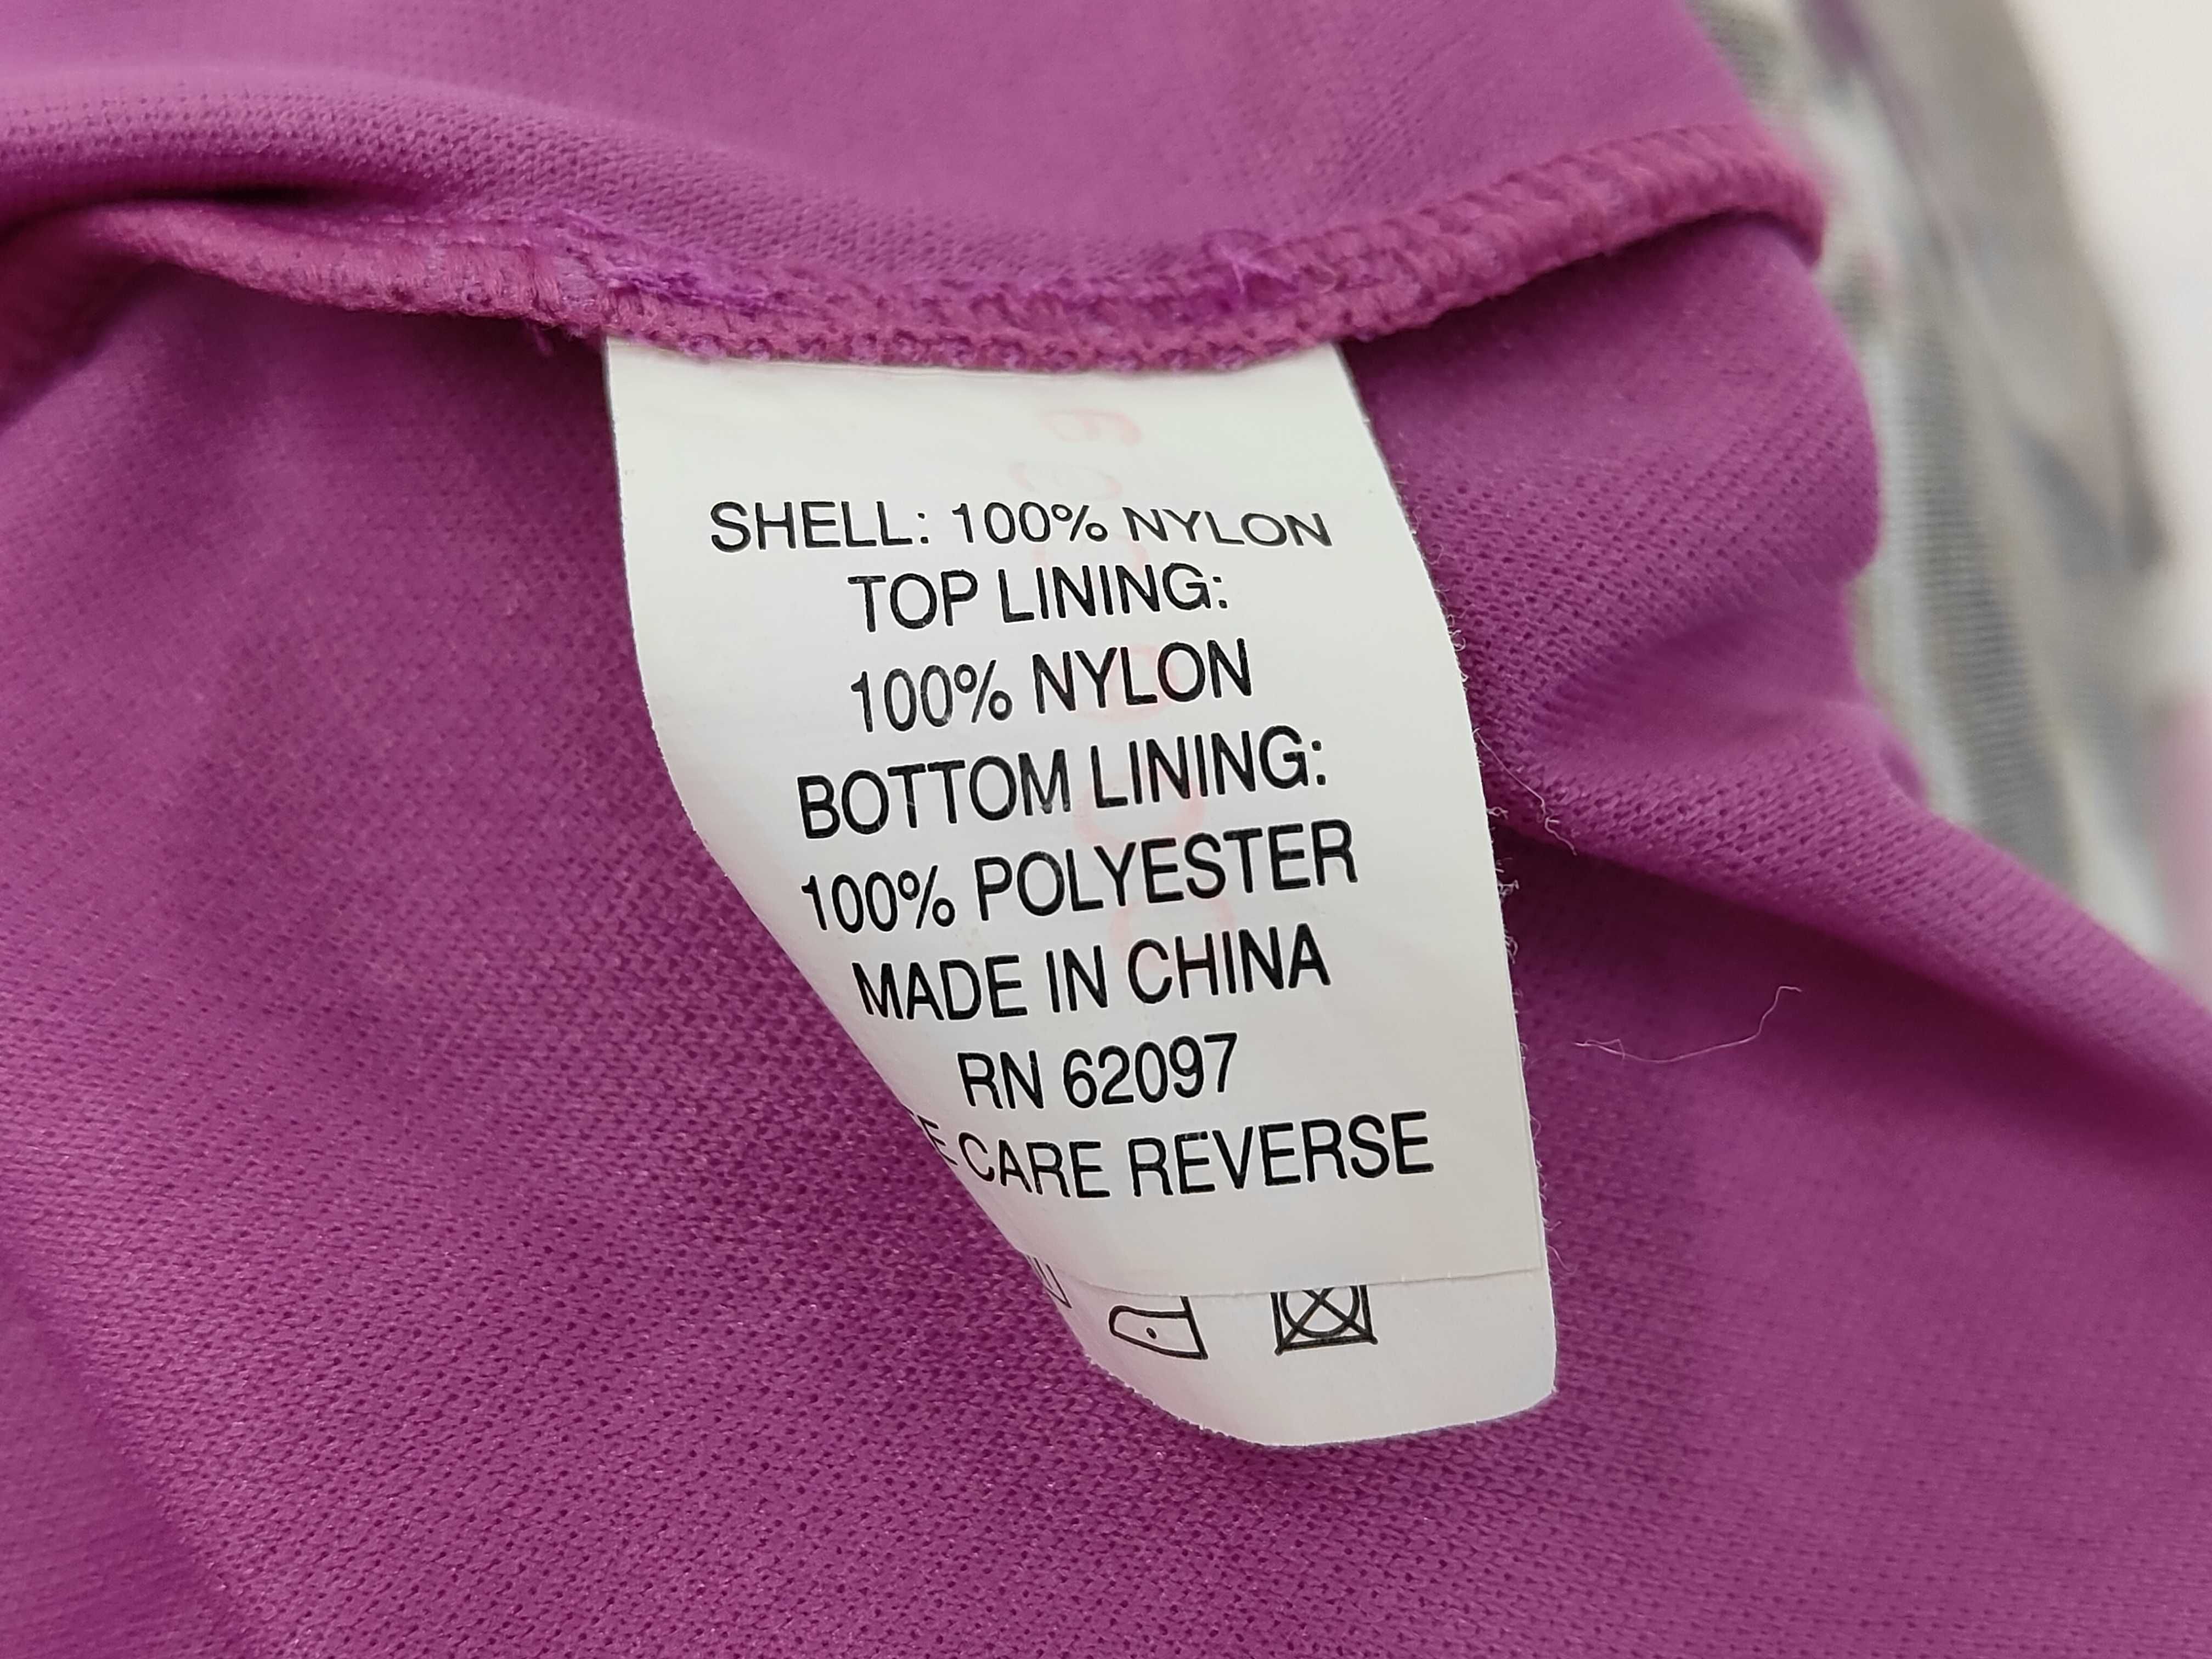 SHELL: 100% NYLON
TOP LINING:
100% NYLON
BOTTOM LINING:
100% POLYESTER
MADE IN CHINA
RN 62097
CARE REVERSE